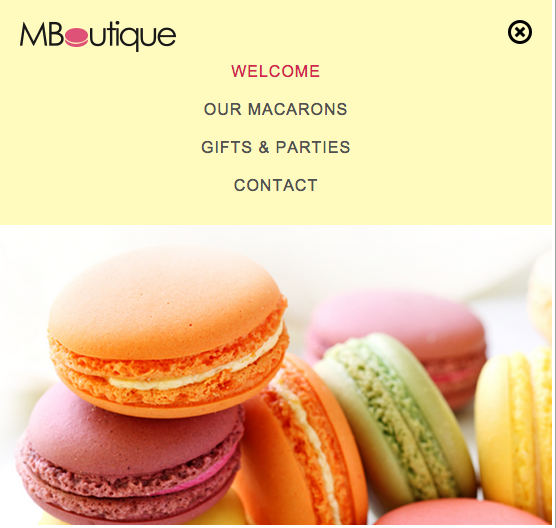 MBoutique
WELCOME
OUR MACARONS
GIFTS & PARTIES
CONTACT